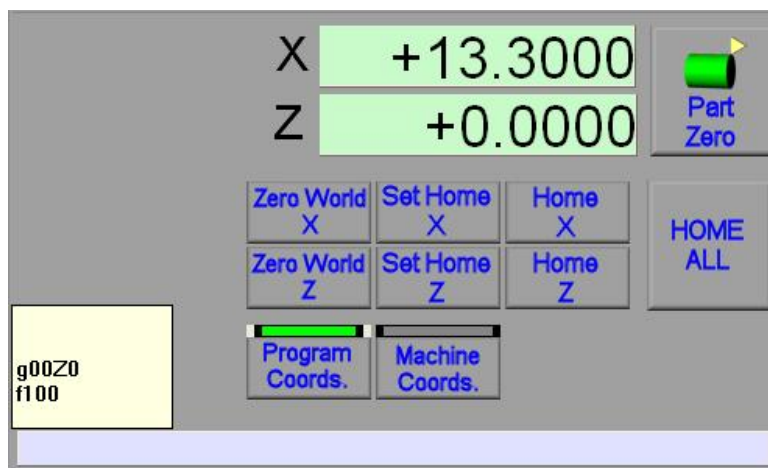 X +13.3000
Z +0.0000
Part
Zero
Zero World
X
Set Home
X
Home
X
Zero World
Z
Set Home
Z
Home
Z
HOME
ALL
Program
Coords.
Machine
Coords.
g00Z0
f100